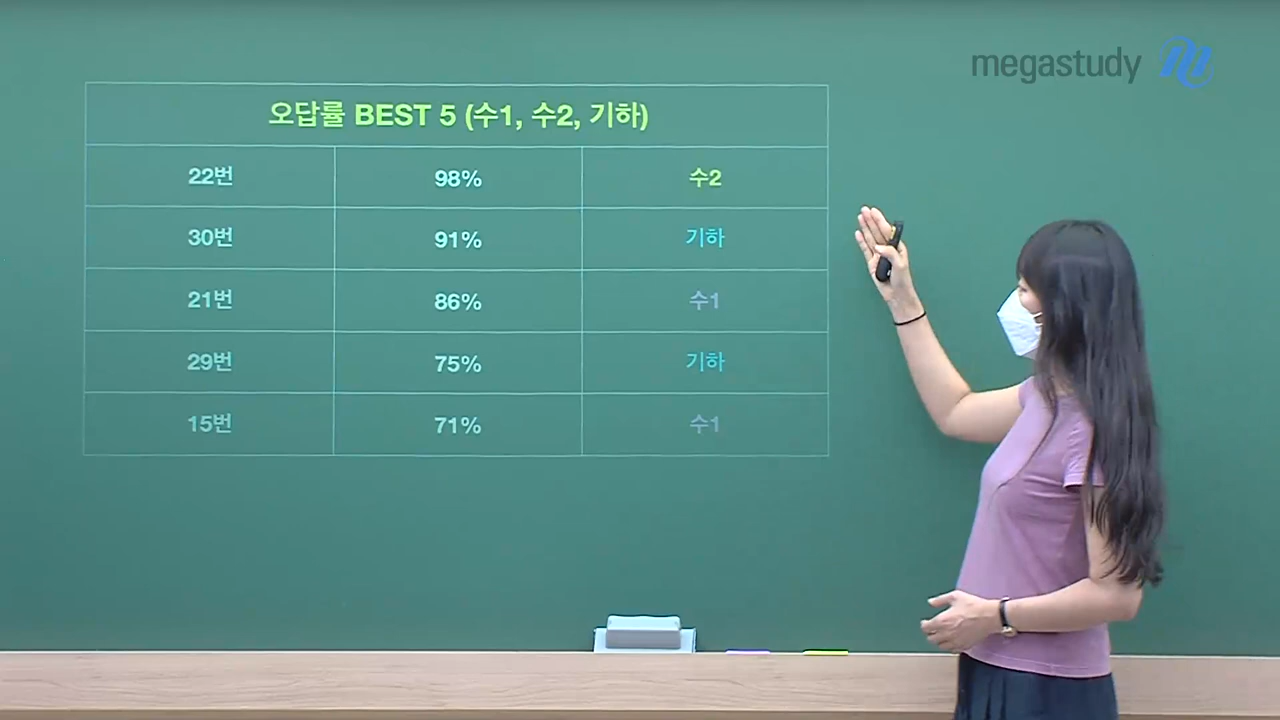 megastudy
오답률 BEST 5 (수1, 수2, 기하)
22번 98% 수2
30번 91% 기하
21번 86% 수1
29번 75% 기하
15번 71% 수1